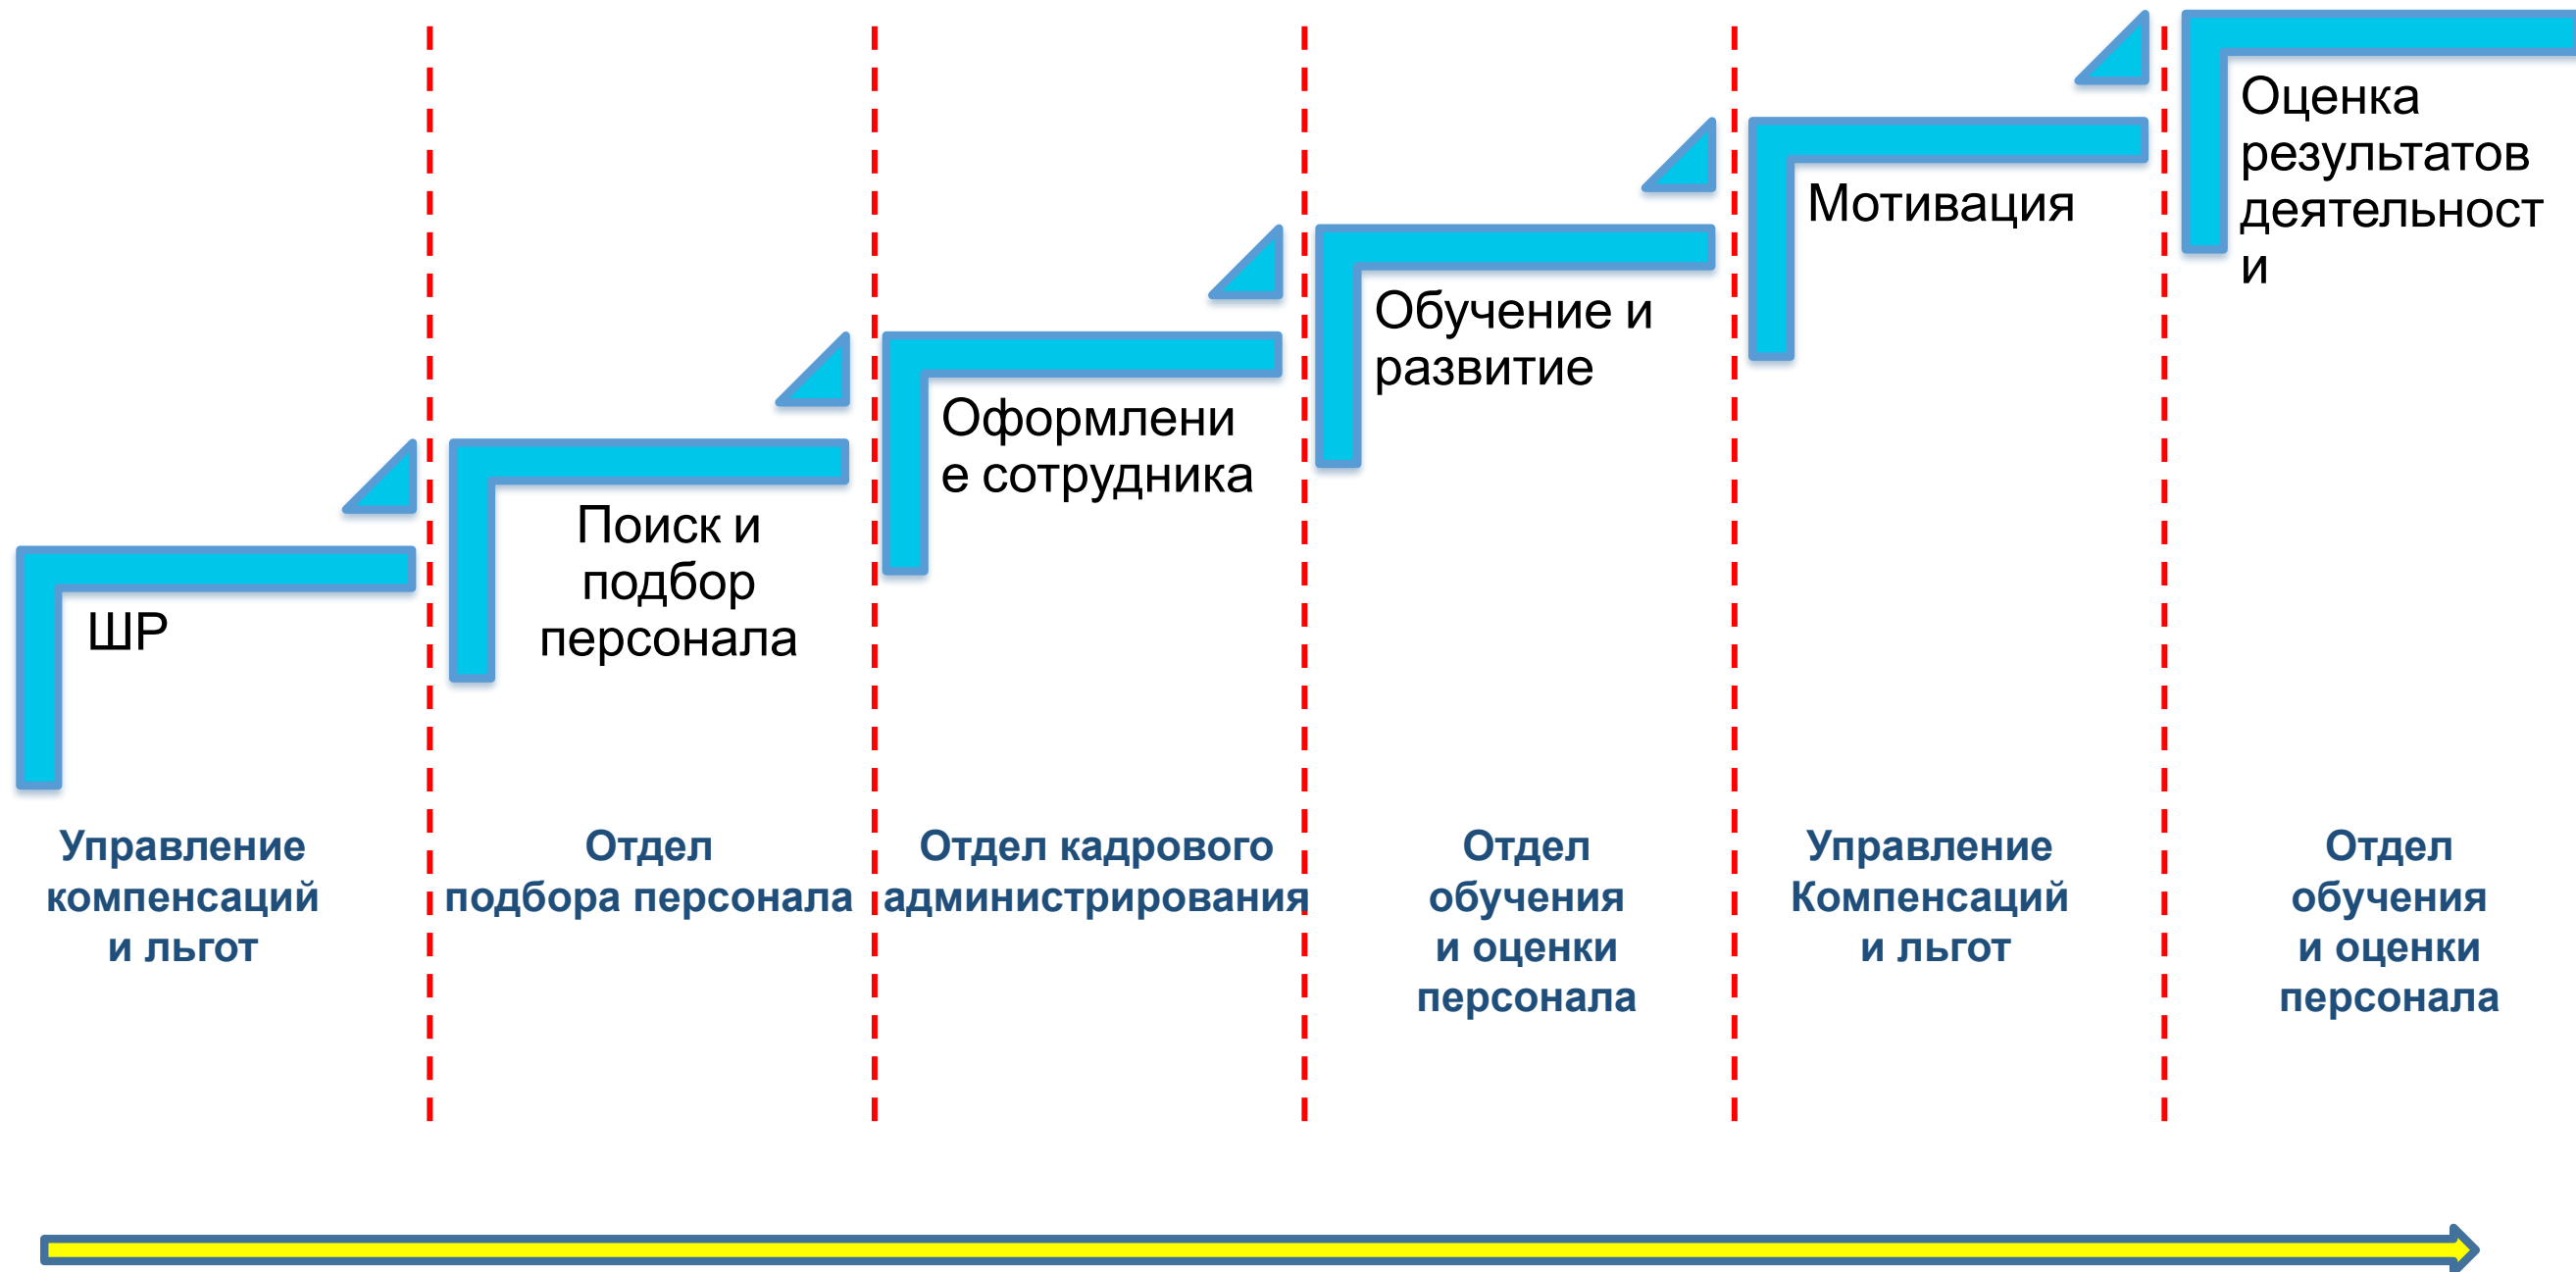 ШР
Поиск и
подбор
персонала
Оформлени
е сотрудника
Обучение и
развитие
Мотивация
Оценка
результатов
деятельност
и
Управление
компенсаций
и льгот
Отдел
подбора персонала
Отдел кадрового
администрирования
Отдел
обучения
и оценки
персонала
Управление
Компенсаций
и льгот
Отдел
обучения
и оценки
персонала